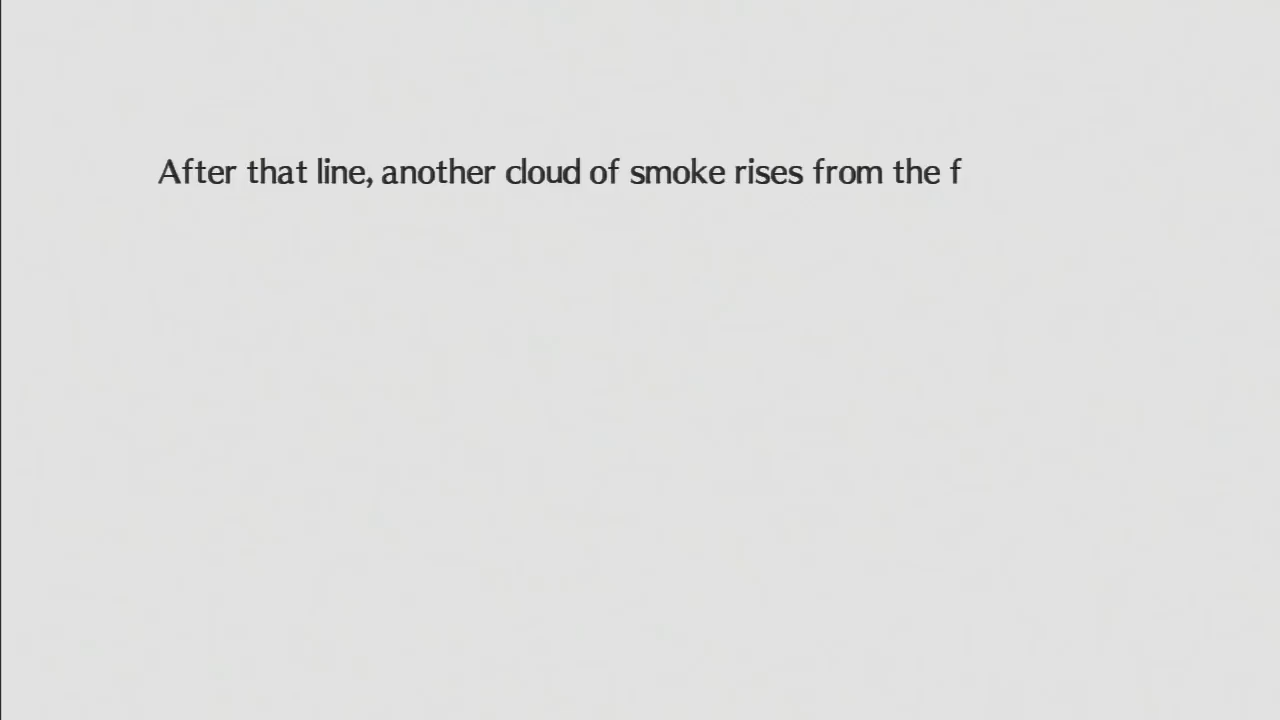 After that line, another cloud of smoke rises from the f